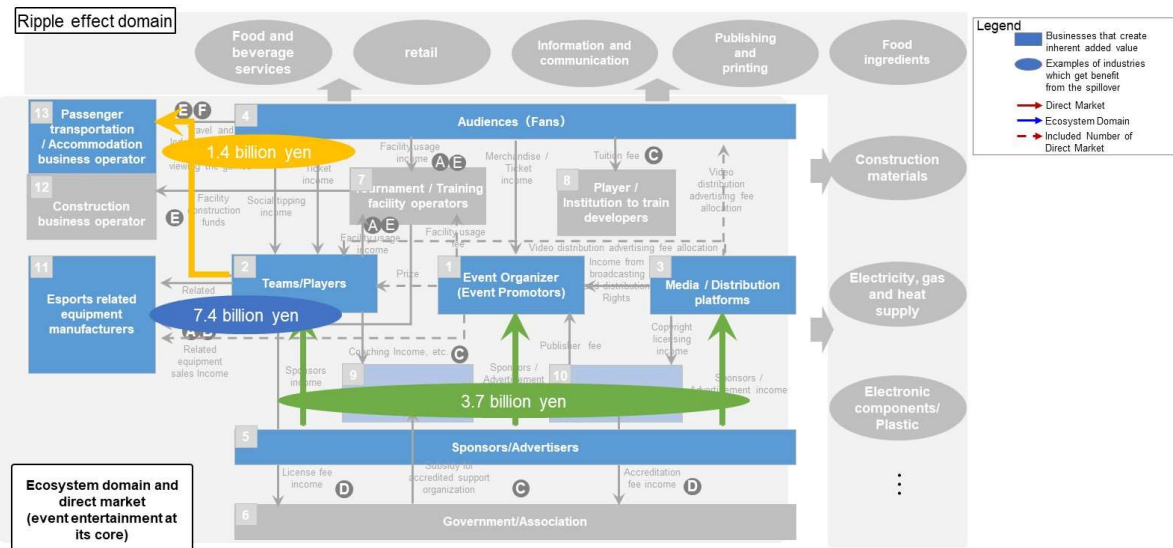 Ripple effect domain
Food and
beverage
services
retail
Information and
communication
Publishing
and
printing
Food
ingredients
Legend
Businesses that create
inherent added value
Examples of industries
which get benefit
from the spillover
Direct Market
Ecosystem Domain
Included Number of
Direct Market
13
Passenger
transportation
/ Accommodation
business operator
E F
4
Audiences (Fans)
1.4 billion yen
viewing the
Ticket
income
Facility usage
income
A E
Merchandise /
Ticket
income
Tuition fee
C
Video
distribution
advertising fee
allocation
Construction
materials
12
Construction
business operator
Facility
construction
funds
E
Social tipping
income
7
Tournament / Training
facility operators
8
Player /
Institution to train
developers
A E
Facility usage
income
Facility usage
fee
Video distribution advertising fee allocation
11
Esports related
equipment
manufacturers
Related
2
Teams/Players
Prize
1
Event Organizer
(Event Promotors)
Income from
broadcasting
and distribution
Rights
3
Media / Distribution
platforms
Electricity, gas
and heat
supply
7.4 billion yen
Related
equipment
sales Income
Sponsors
income
Coaching Income, etc.
C
9
Sponsors /
Advertisement
Publisher fee
10
Copyright
licensing
income
Sponsors /
Advertisement income
3.7 billion yen
Electronic
components/
Plastic
5
Sponsors/Advertisers
License fee
income
D
Subsidy for
accredited support
organization
C
Accreditation
fee income
D
6
Government/Association
Ecosystem domain and
direct market
(event entertainment at
its core)